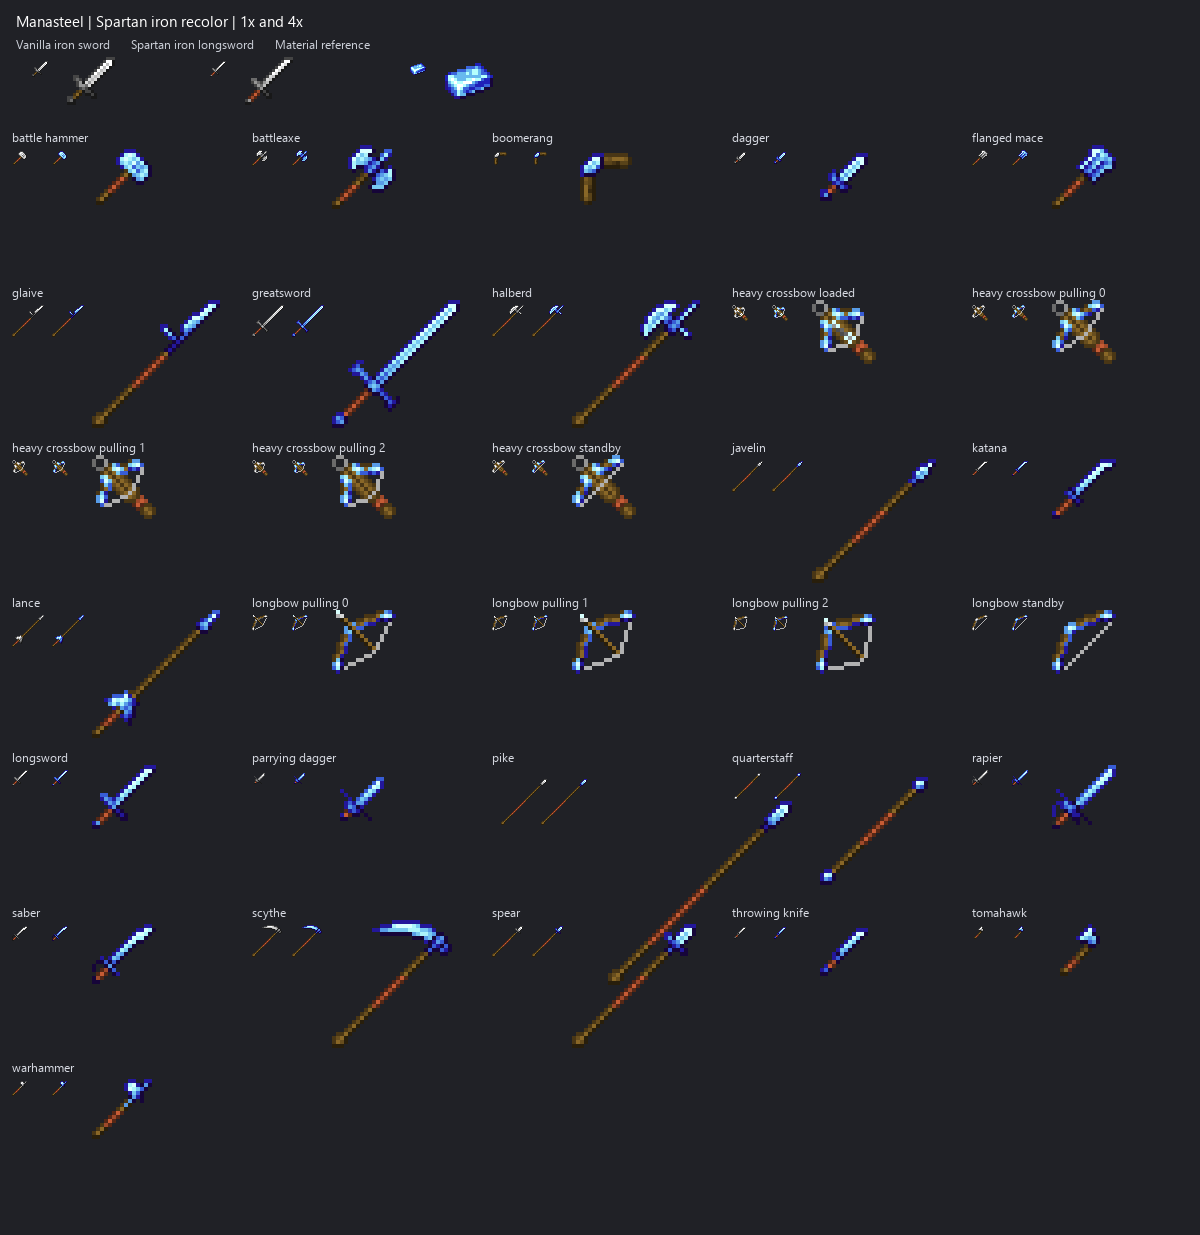 Manasteel | Spartan iron recolor | 1x and 4x
Vanilla iron sword Spartan iron longsword Material reference
battle hammer battleaxe boomerang dagger flanged mace
glaive greatsword halberd heavy crossbow loaded heavy crossbow pulling 0
heavy crossbow pulling 1 heavy crossbow pulling 2 heavy crossbow standby javelin katana
lance longbow pulling 0 longbow pulling 1 longbow pulling 2 longbow standby
longsword parrying dagger pike quarterstaff rapier
saber scythe spear throwing knife tomahawk
warhammer